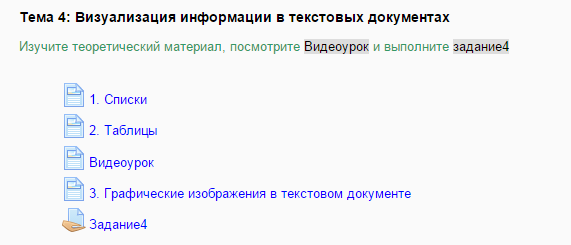 Тема 4: Визуализация информации в текстовых документах
Изучите теоретический материал, посмотрите Видеоурок и выполните задание4
1. Списки
2. Таблицы
Видеоурок
3. Графические изображения в текстовом документе
Задание4